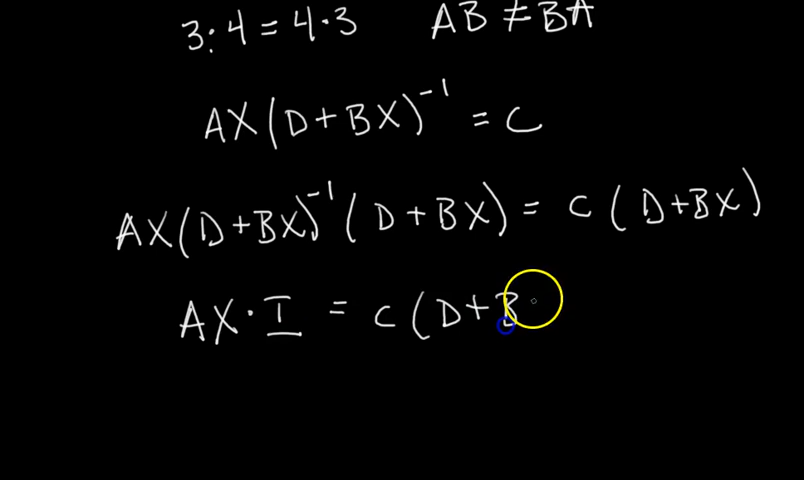 3·4 = 4·3 AB ≠ BA
AX(D+BX)⁻¹ = C
AX(D+BX)⁻¹(D+BX) = C(D+BX)
AX·I = C(D+B